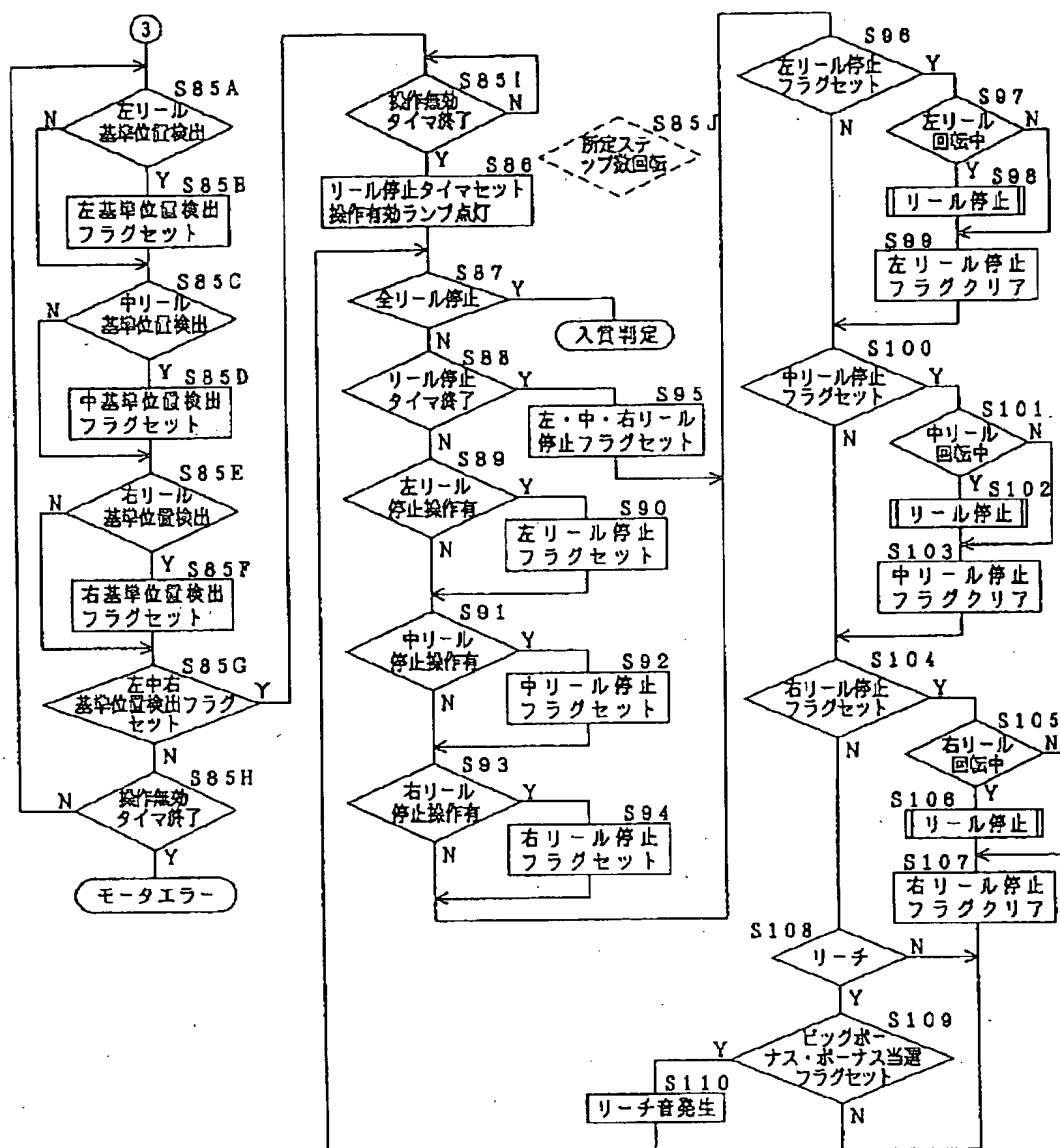 3
S85A
左リール
基準位置検出
N
Y
S85B
左基準位置検出
フラグセット
S85C
中リール
基準位置検出
N
Y
S85D
中基準位置検出
フラグセット
S85E
右リール
基準位置検出
N
Y
S85F
右基準位置検出
フラグセット
S85G
左中右
基準位置検出フラグ
セット
Y
N
S85H
操作無効
タイマ終了
N
Y
モータエラー
S85I
操作無効
タイマ終了
N
Y
S85J
所定ステ
ップ数回転
S86
リール停止タイマセット
操作有効ランプ点灯
S87
全リール停止
Y
入賞判定
N
S88
リール停止
タイマ終了
Y
S95
左・中・右リール
停止フラグセット
N
S89
左リール
停止操作有
Y
S90
左リール停止
フラグセット
N
S91
中リール
停止操作有
Y
S92
中リール停止
フラグセット
N
S93
右リール
停止操作有
Y
S94
右リール停止
フラグセット
N
S96
左リール停止
フラグセット
Y
N
S97
左リール
回転中
N
Y
S98
リール停止
S99
左リール停止
フラグクリア
S100
中リール停止
フラグセット
Y
N
S101
中リール
回転中
N
Y
S102
リール停止
S103
中リール停止
フラグクリア
S104
右リール停止
フラグセット
Y
N
S105
右リール
回転中
N
Y
S106
リール停止
S107
右リール停止
フラグクリア
S108
リーチ
N
Y
S109
ビッグボー
ナス・ボーナス当選
フラグセット
Y
N
S110
リーチ音発生